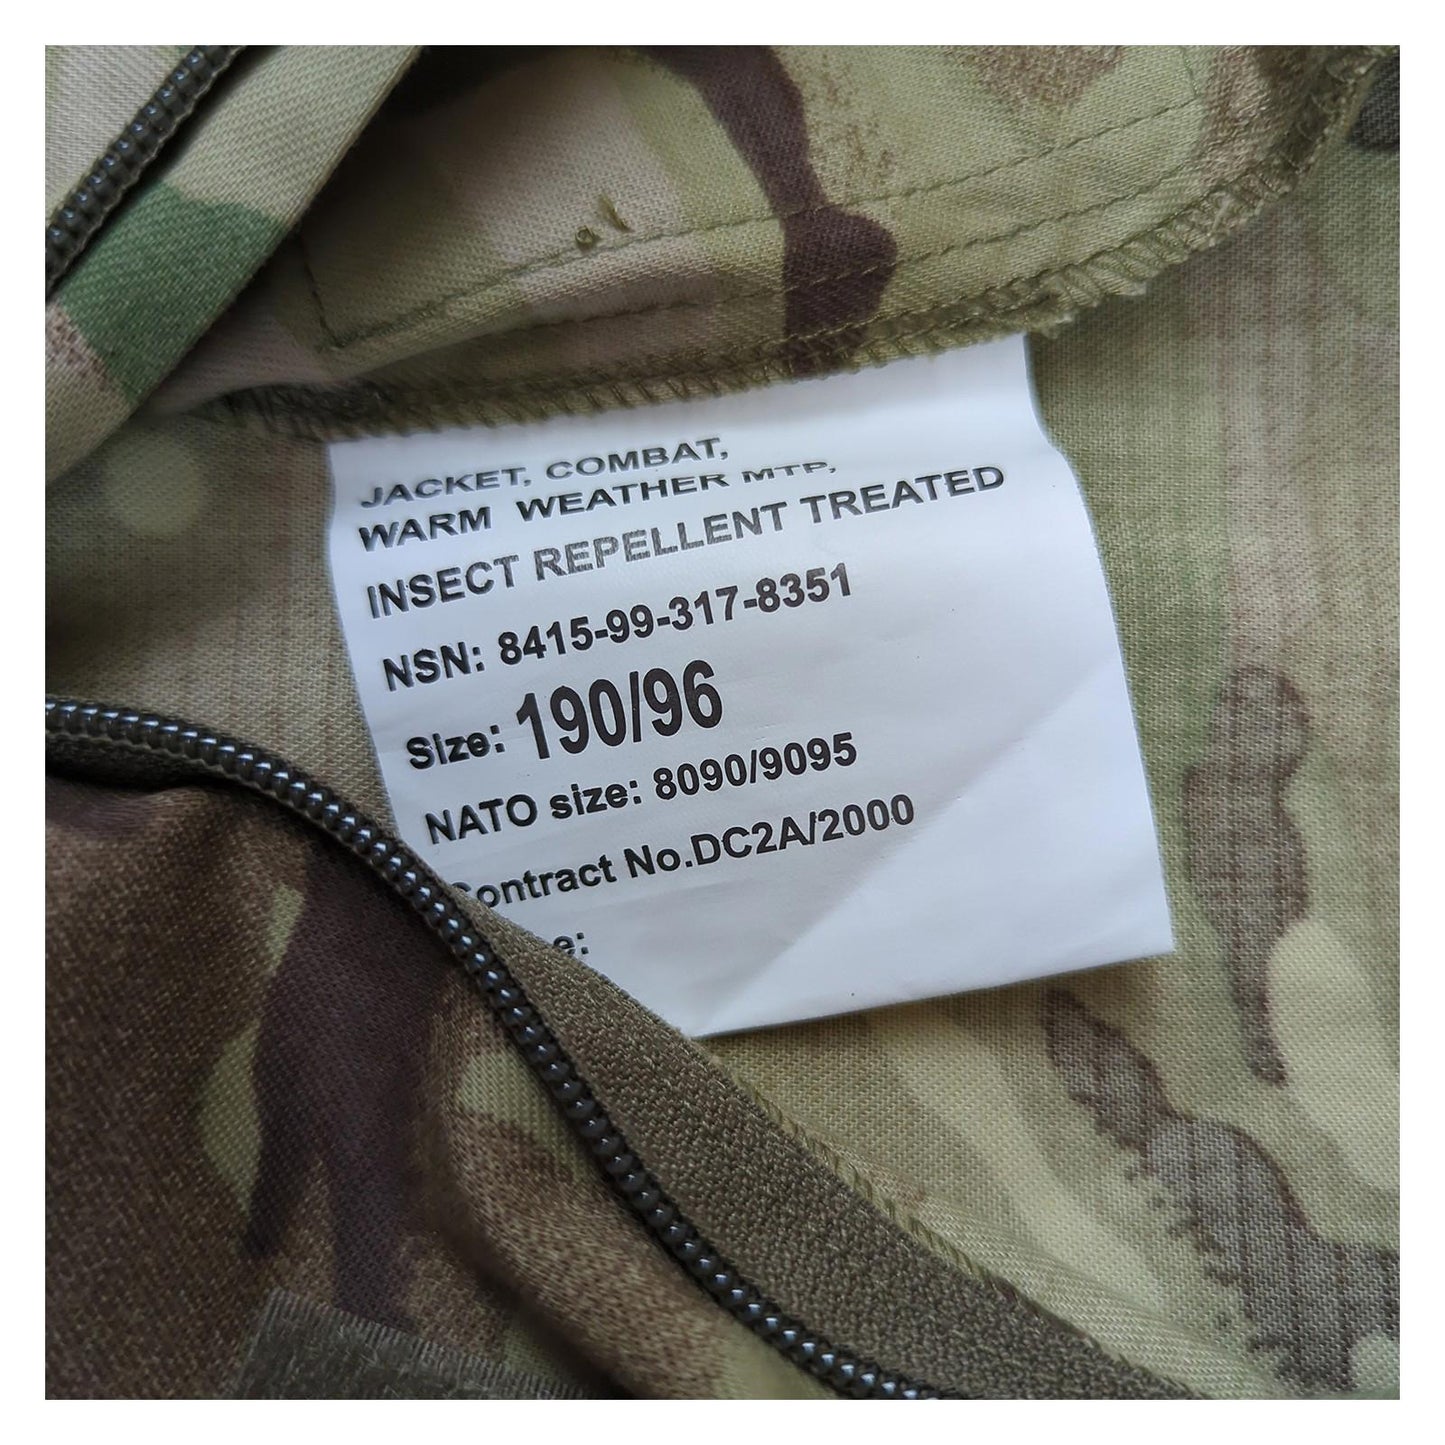 JACKET, COMBAT,
WARM WEATHER MTP,
INSECT REPELLENT TREATED
NSN: 8415-99-317-8351
Size: 190/96
NATO size: 8090/9095
Contract No.DC2A/2000